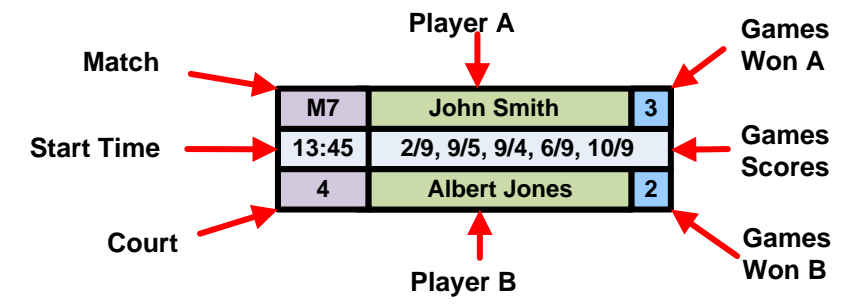 Player A
Games
Won A
Match
M7 John Smith 3
Start Time 13:45 2/9, 9/5, 9/4, 6/9, 10/9 Games
Scores
4 Albert Jones 2
Court
Games
Won B
Player B